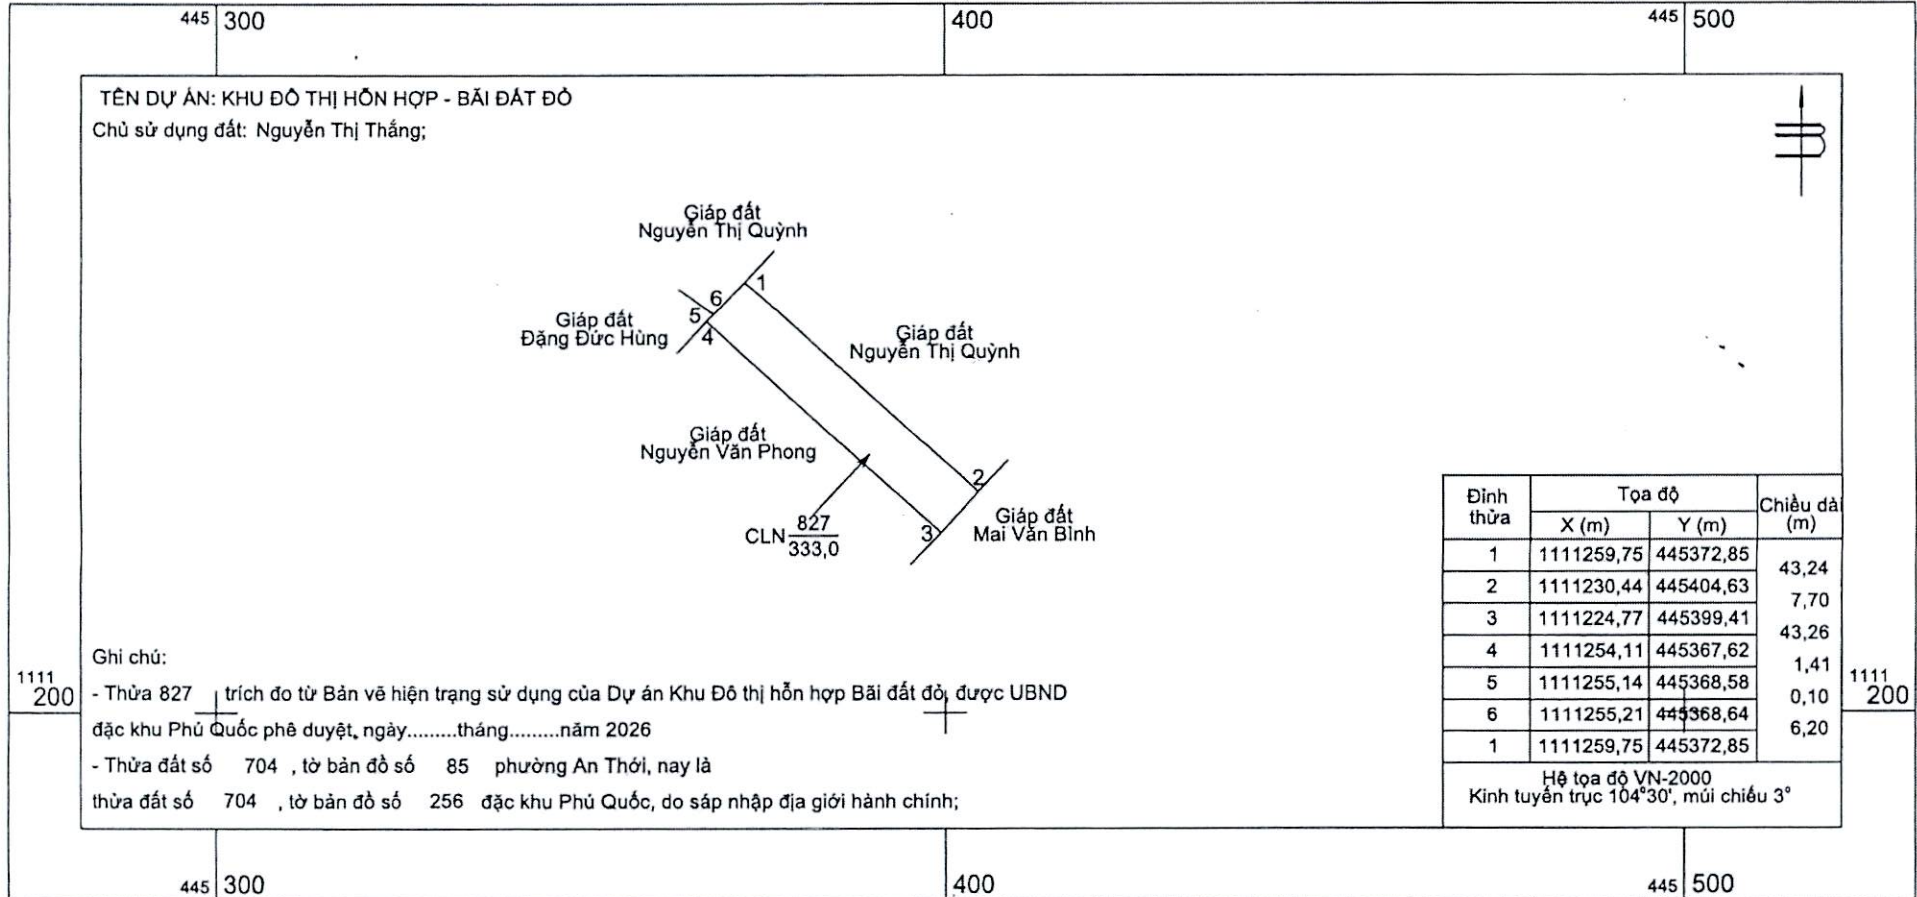 445 300 400 445 500
TÊN DỰ ÁN: KHU ĐÔ THỊ HỖN HỢP - BÃI ĐẤT ĐỎ
Chủ sử dụng đất: Nguyễn Thị Thắng;
B
Giáp đất
Nguyễn Thị Quỳnh
1
6
5
4
Giáp đất
Đặng Đức Hùng
Giáp đất
Nguyễn Thị Quỳnh
Giáp đất
Nguyễn Văn Phong
2
3
Giáp đất
Mai Văn Bình
CLN 827
333,0
Đỉnh thửa Tọa độ Chiều dài (m)
X (m) Y (m)
1 1111259,75 445372,85
43,24
2 1111230,44 445404,63
7,70
3 1111224,77 445399,41
43,26
4 1111254,11 445367,62
1,41
5 1111255,14 445368,58
0,10
6 1111255,21 445368,64
6,20
1 1111259,75 445372,85
Hệ tọa độ VN-2000
Kinh tuyến trục 104°30', múi chiếu 3°
Ghi chú:
- Thửa 827 trích đo từ Bản vẽ hiện trạng sử dụng của Dự án Khu Đô thị hỗn hợp Bãi đất đỏ, được UBND
đặc khu Phú Quốc phê duyệt, ngày.........tháng.........năm 2026
- Thửa đất số 704 , tờ bản đồ số 85 phường An Thới, nay là
thửa đất số 704 , tờ bản đồ số 256 đặc khu Phú Quốc, do sáp nhập địa giới hành chính;
1111
200
1111
200
445 300 400 445 500